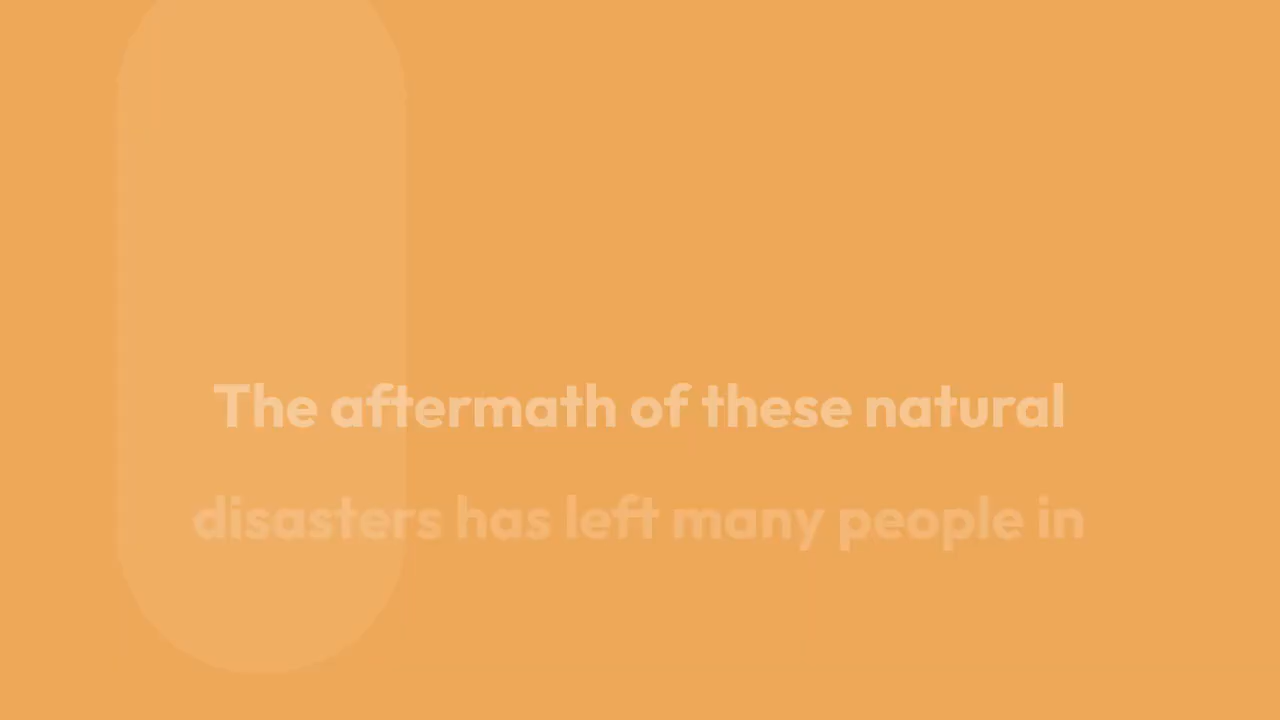 The aftermath of these natural
disasters has left many people in